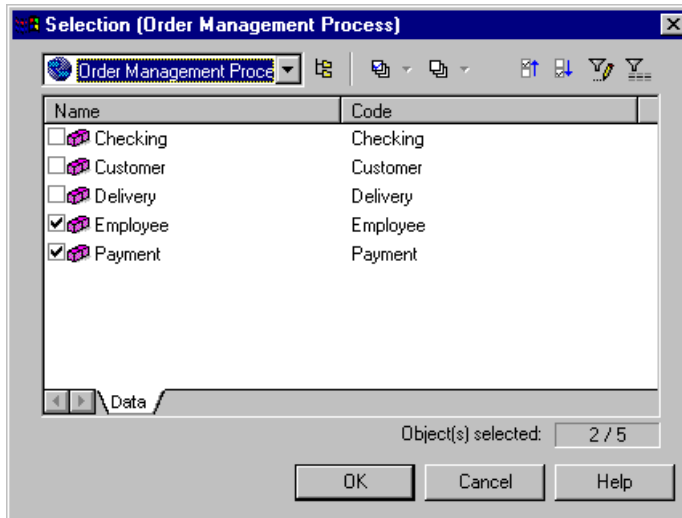 Selection (Order Management Process)
Order Management Proce
Name Code
Checking Checking
Customer Customer
Delivery Delivery
Employee Employee
Payment Payment
Data
Object(s) selected: 2 / 5
OK Cancel Help